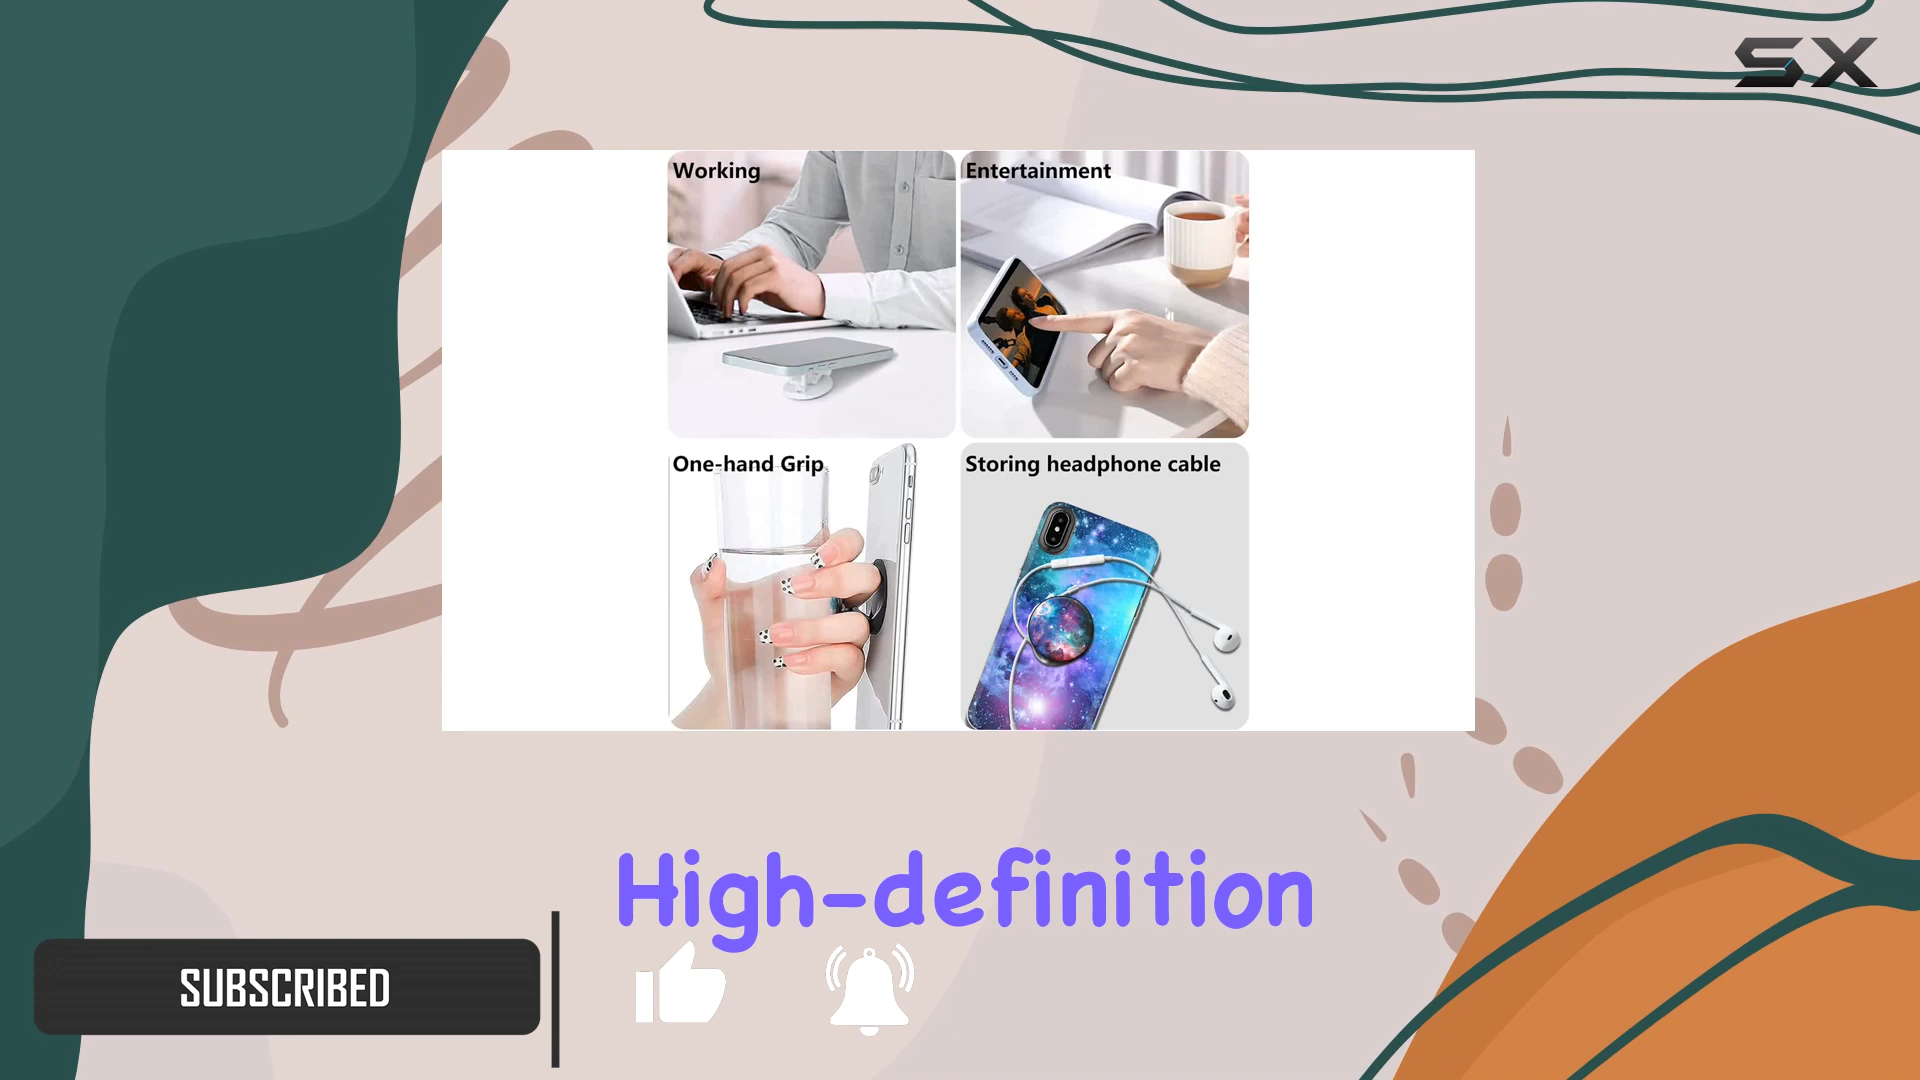 SX
Working
Entertainment
One-hand Grip
Storing headphone cable
High-definition
SUBSCRIBED